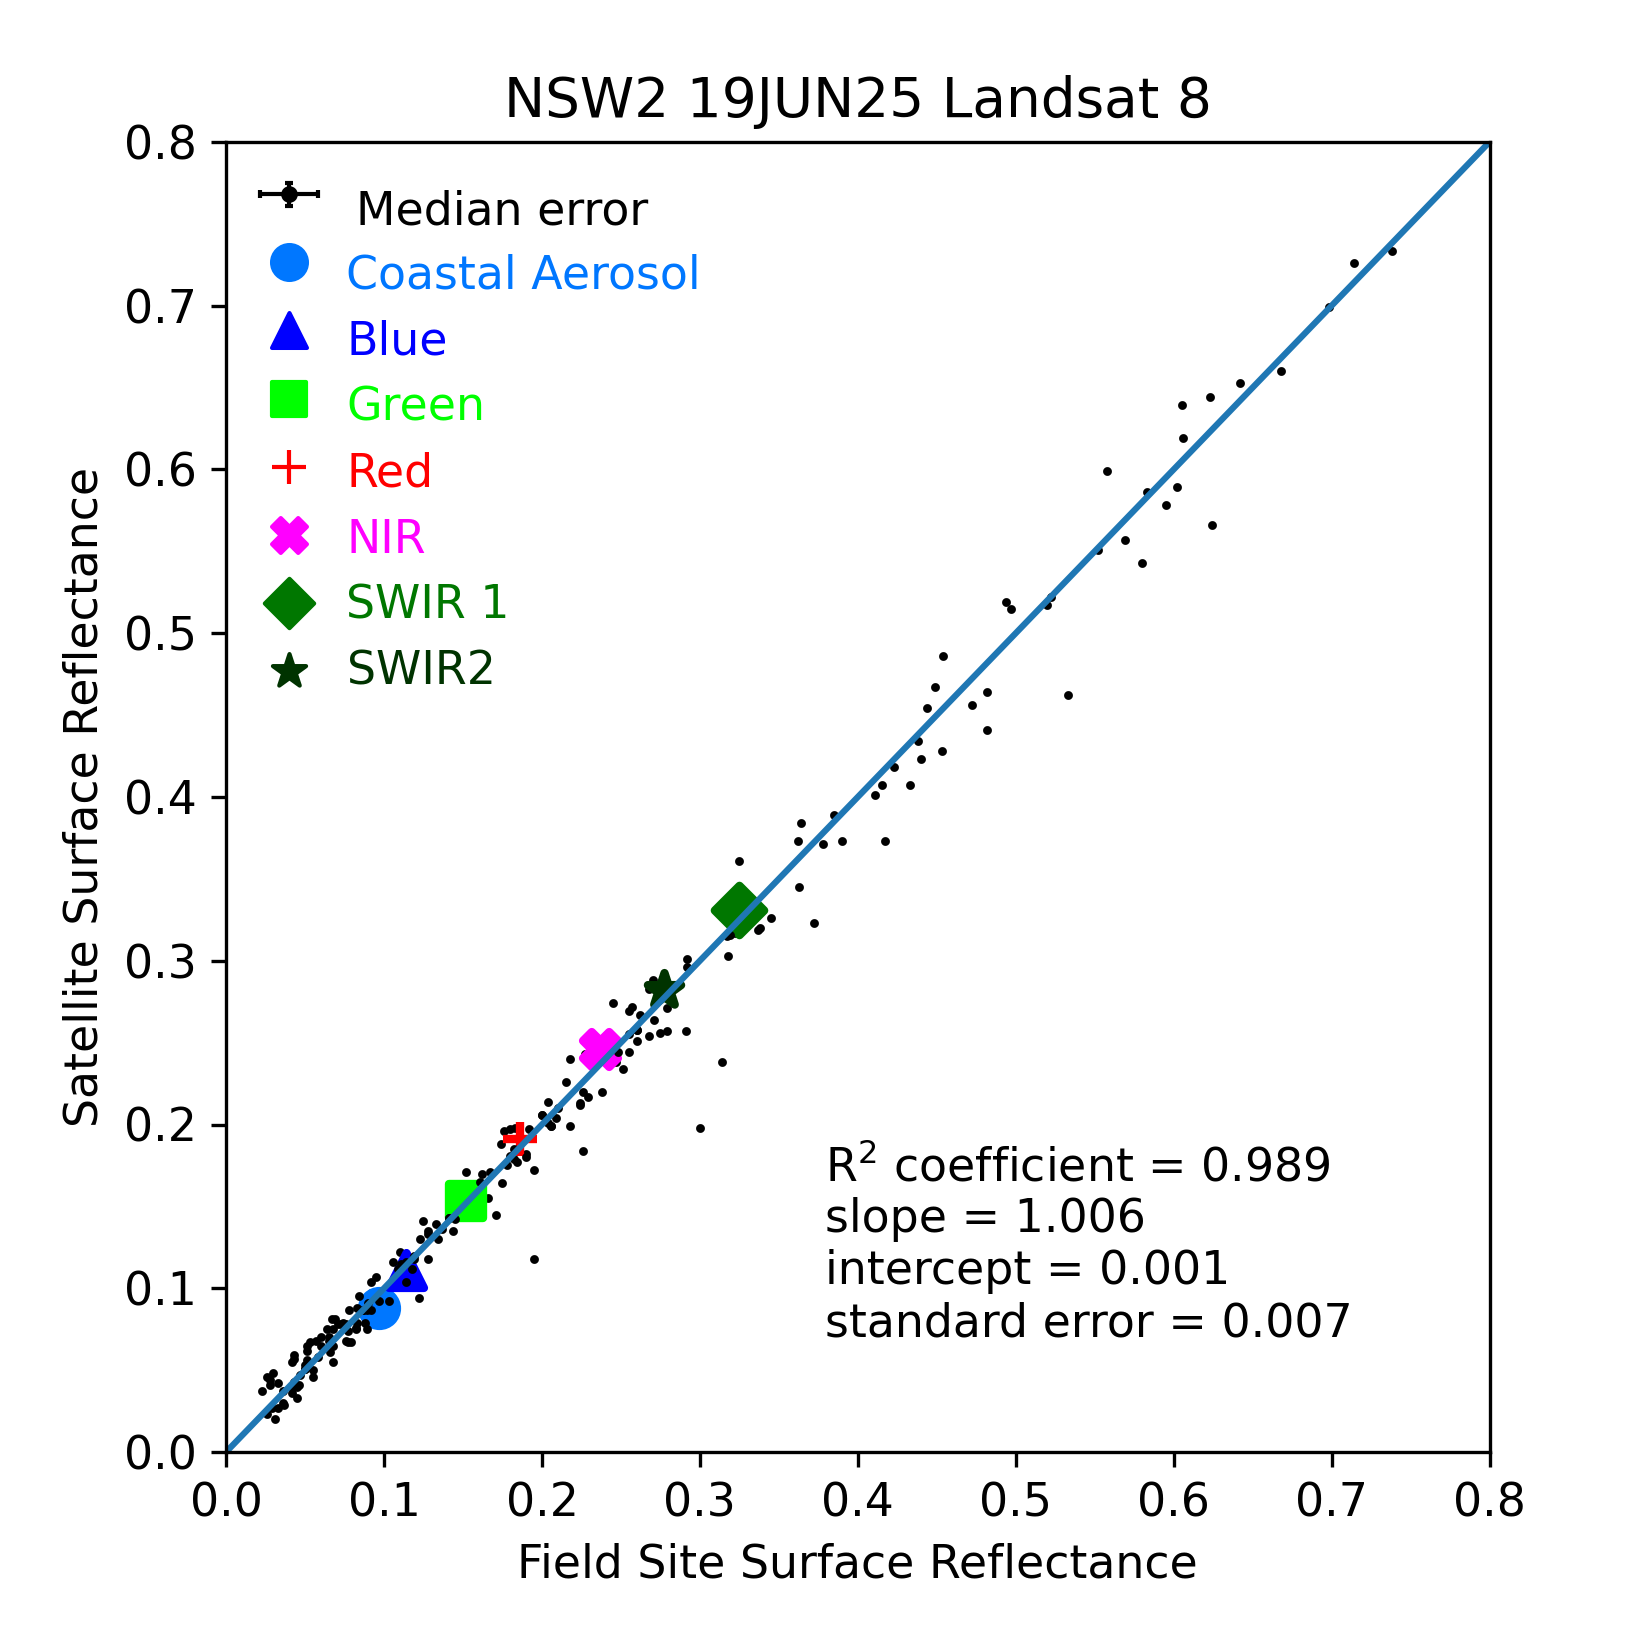 NSW2 19JUN25 Landsat 8
0.8
0.7
0.6
0.5
0.4
0.3
0.2
0.1
0.0
Satellite Surface Reflectance
Median error
Coastal Aerosol
Blue
Green
Red
NIR
SWIR 1
SWIR2
R² coefficient = 0.989
slope = 1.006
intercept = 0.001
standard error = 0.007
0.0 0.1 0.2 0.3 0.4 0.5 0.6 0.7 0.8
Field Site Surface Reflectance